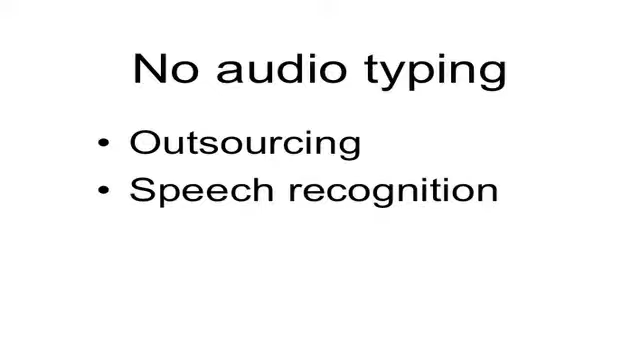 No audio typing
• Outsourcing
• Speech recognition